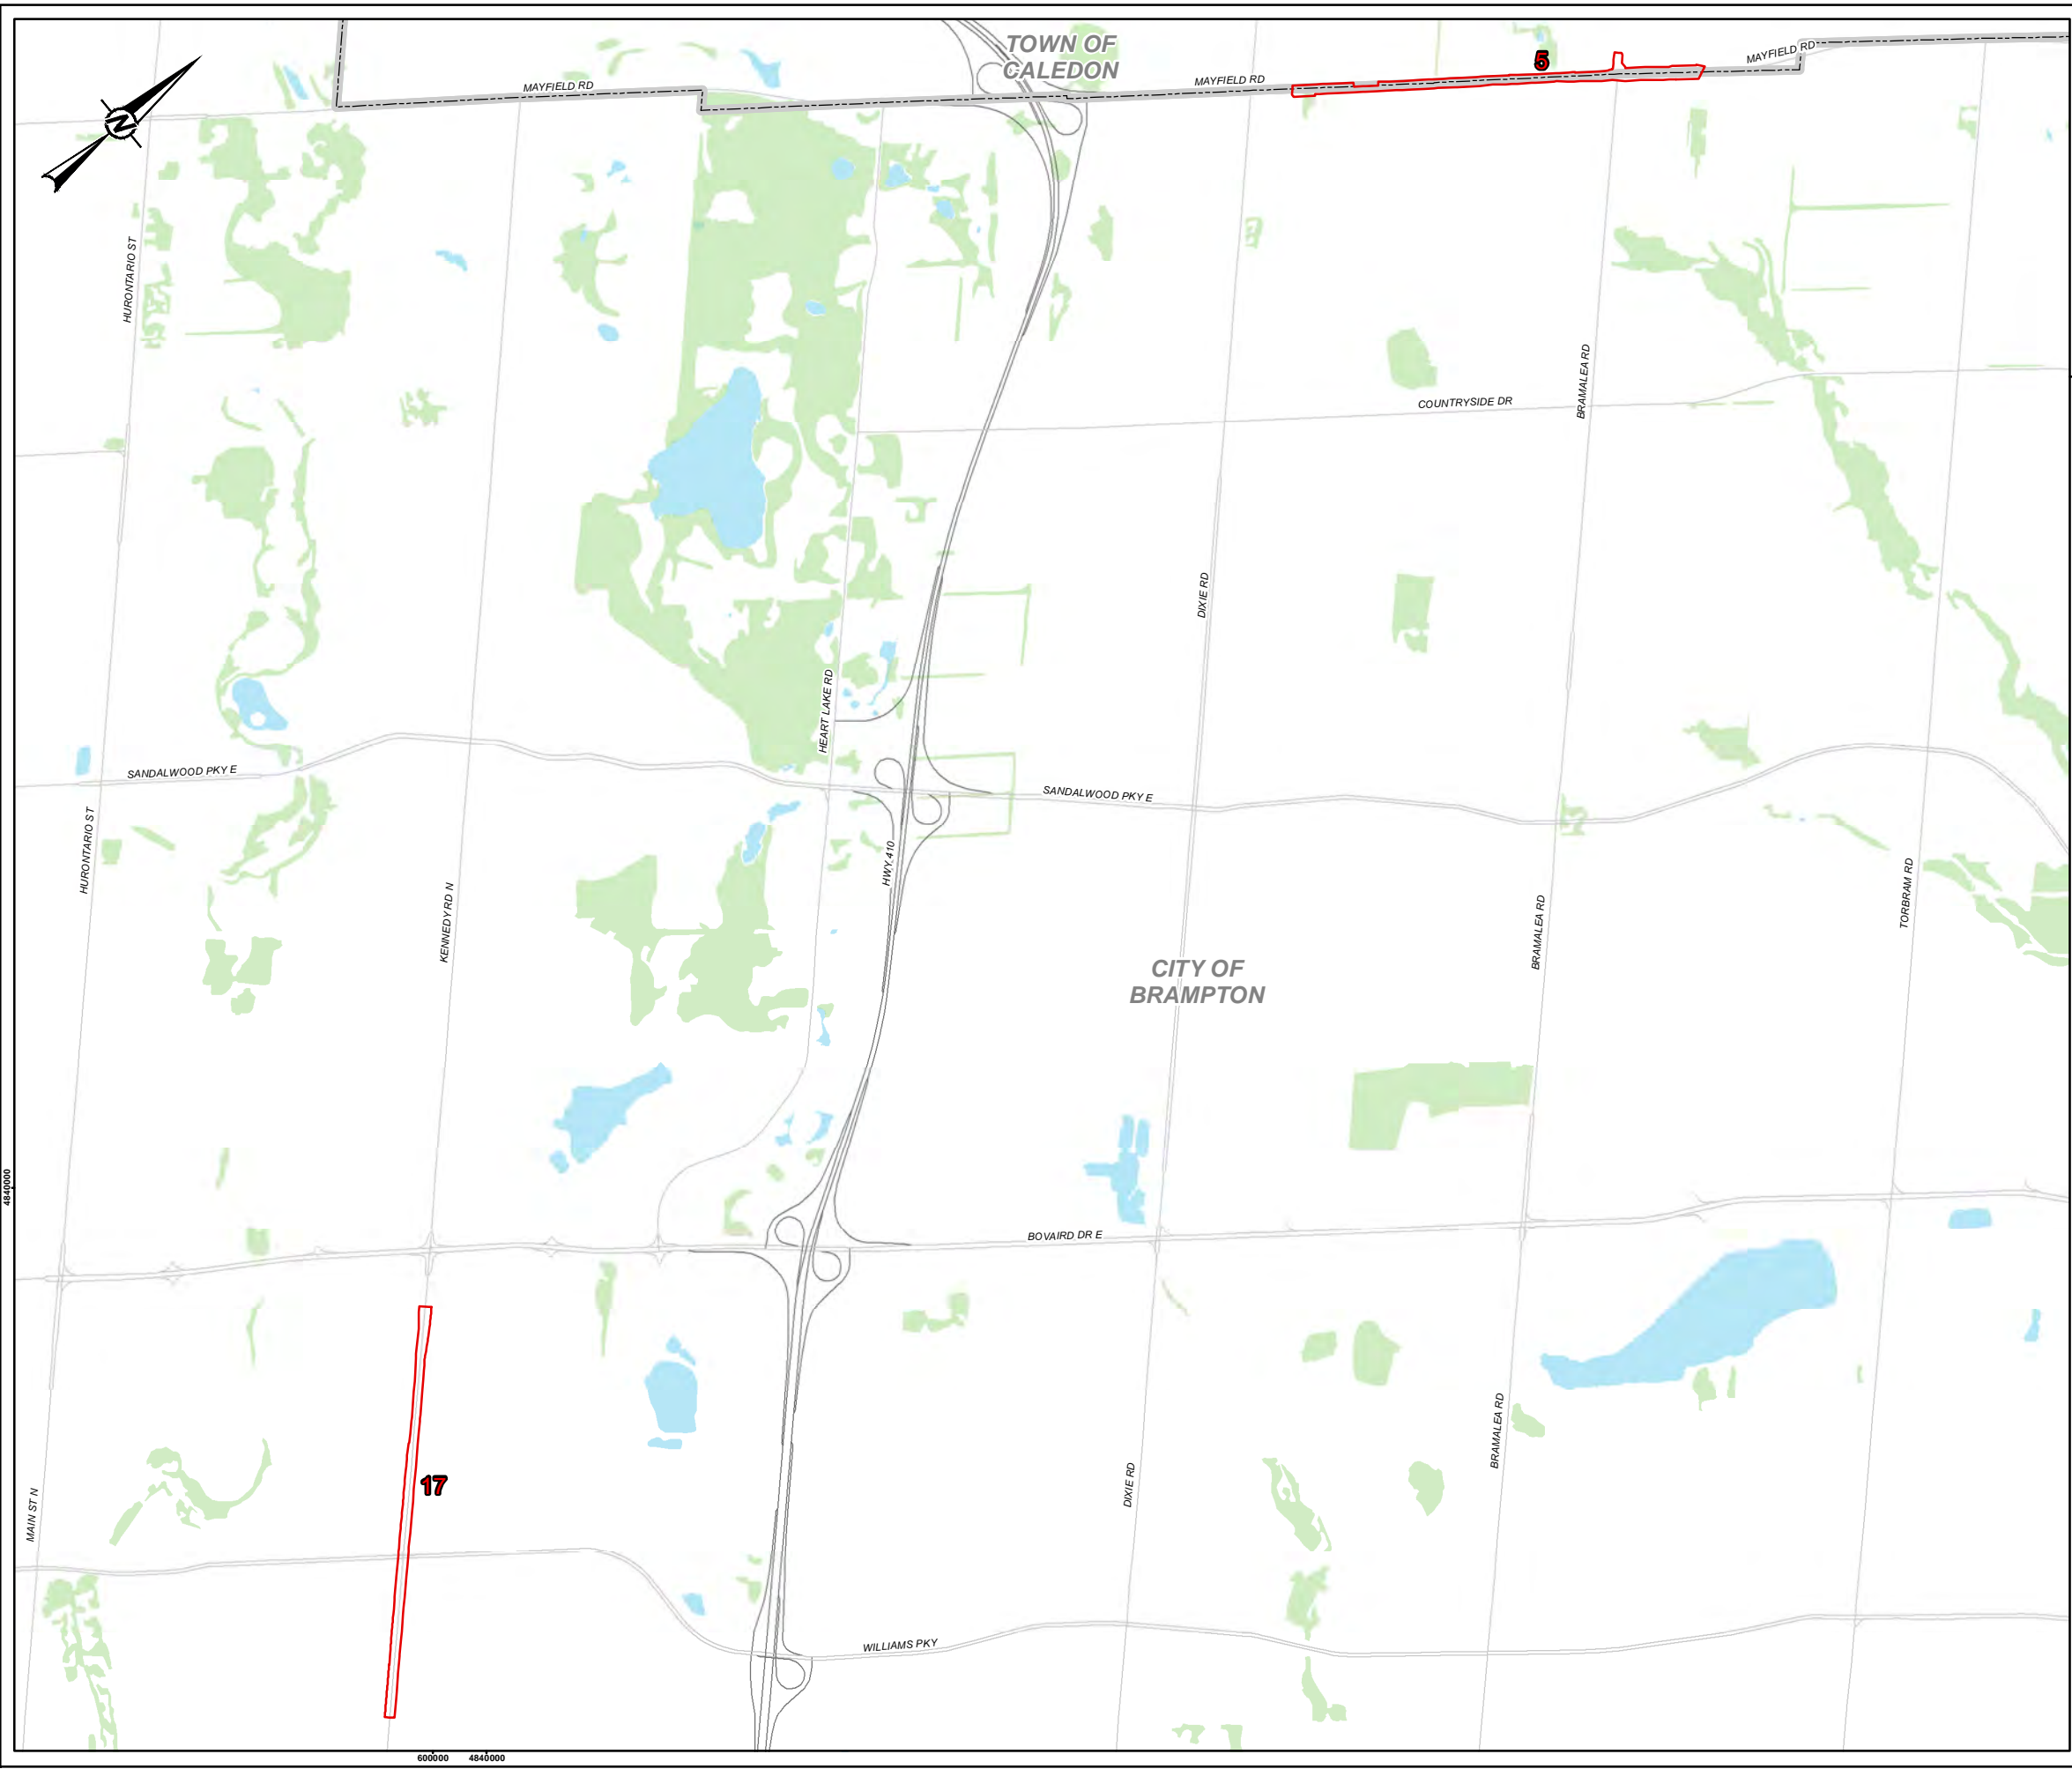 TOWN OF
CALEDON
5
MAYFIELD RD
MAYFIELD RD
MAYFIELD RD
N
HURONTARIO ST
BRAMALEA RD
COUNTRYSIDE DR
DIXIE RD
HEART LAKE RD
SANDALWOOD PKY E
SANDALWOOD PKY E
HURONTARIO ST
HWY 410
KENNEDY RD N
BRAMALEA RD
TORBRAM RD
CITY OF
BRAMPTON
4840000
BOVAIRD DR E
17
MAIN ST N
DIXIE RD
BRAMALEA RD
WILLIAMS PKY
600000
4840000